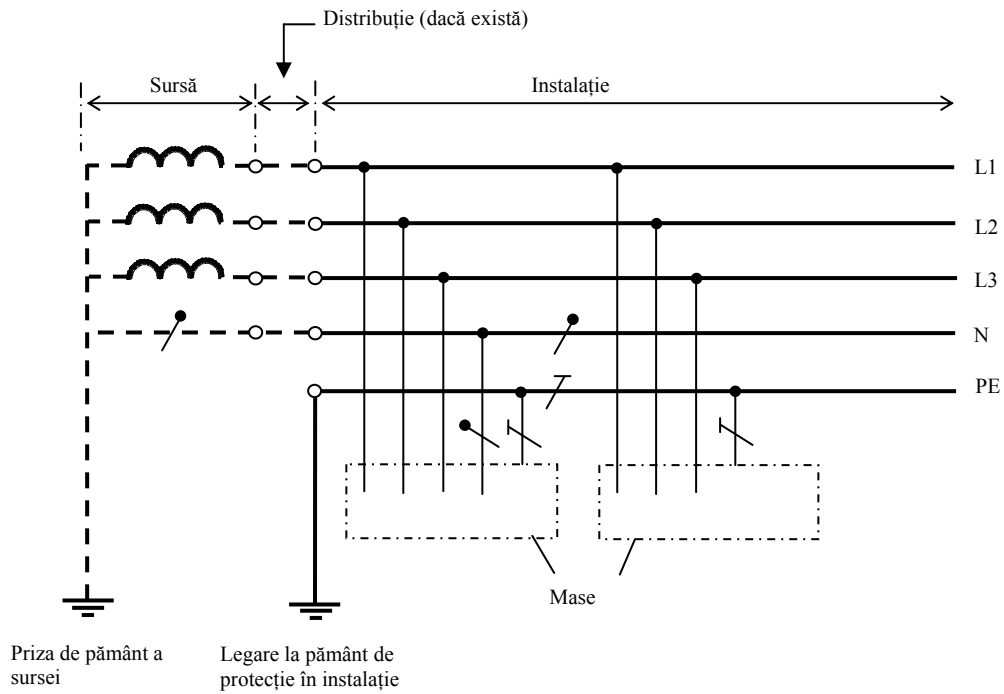 Distribuție (dacă există)
Sursă
Instalație
L1
L2
L3
N
PE
Mase
Priza de pământ a
sursei
Legare la pământ de
protecție în instalație